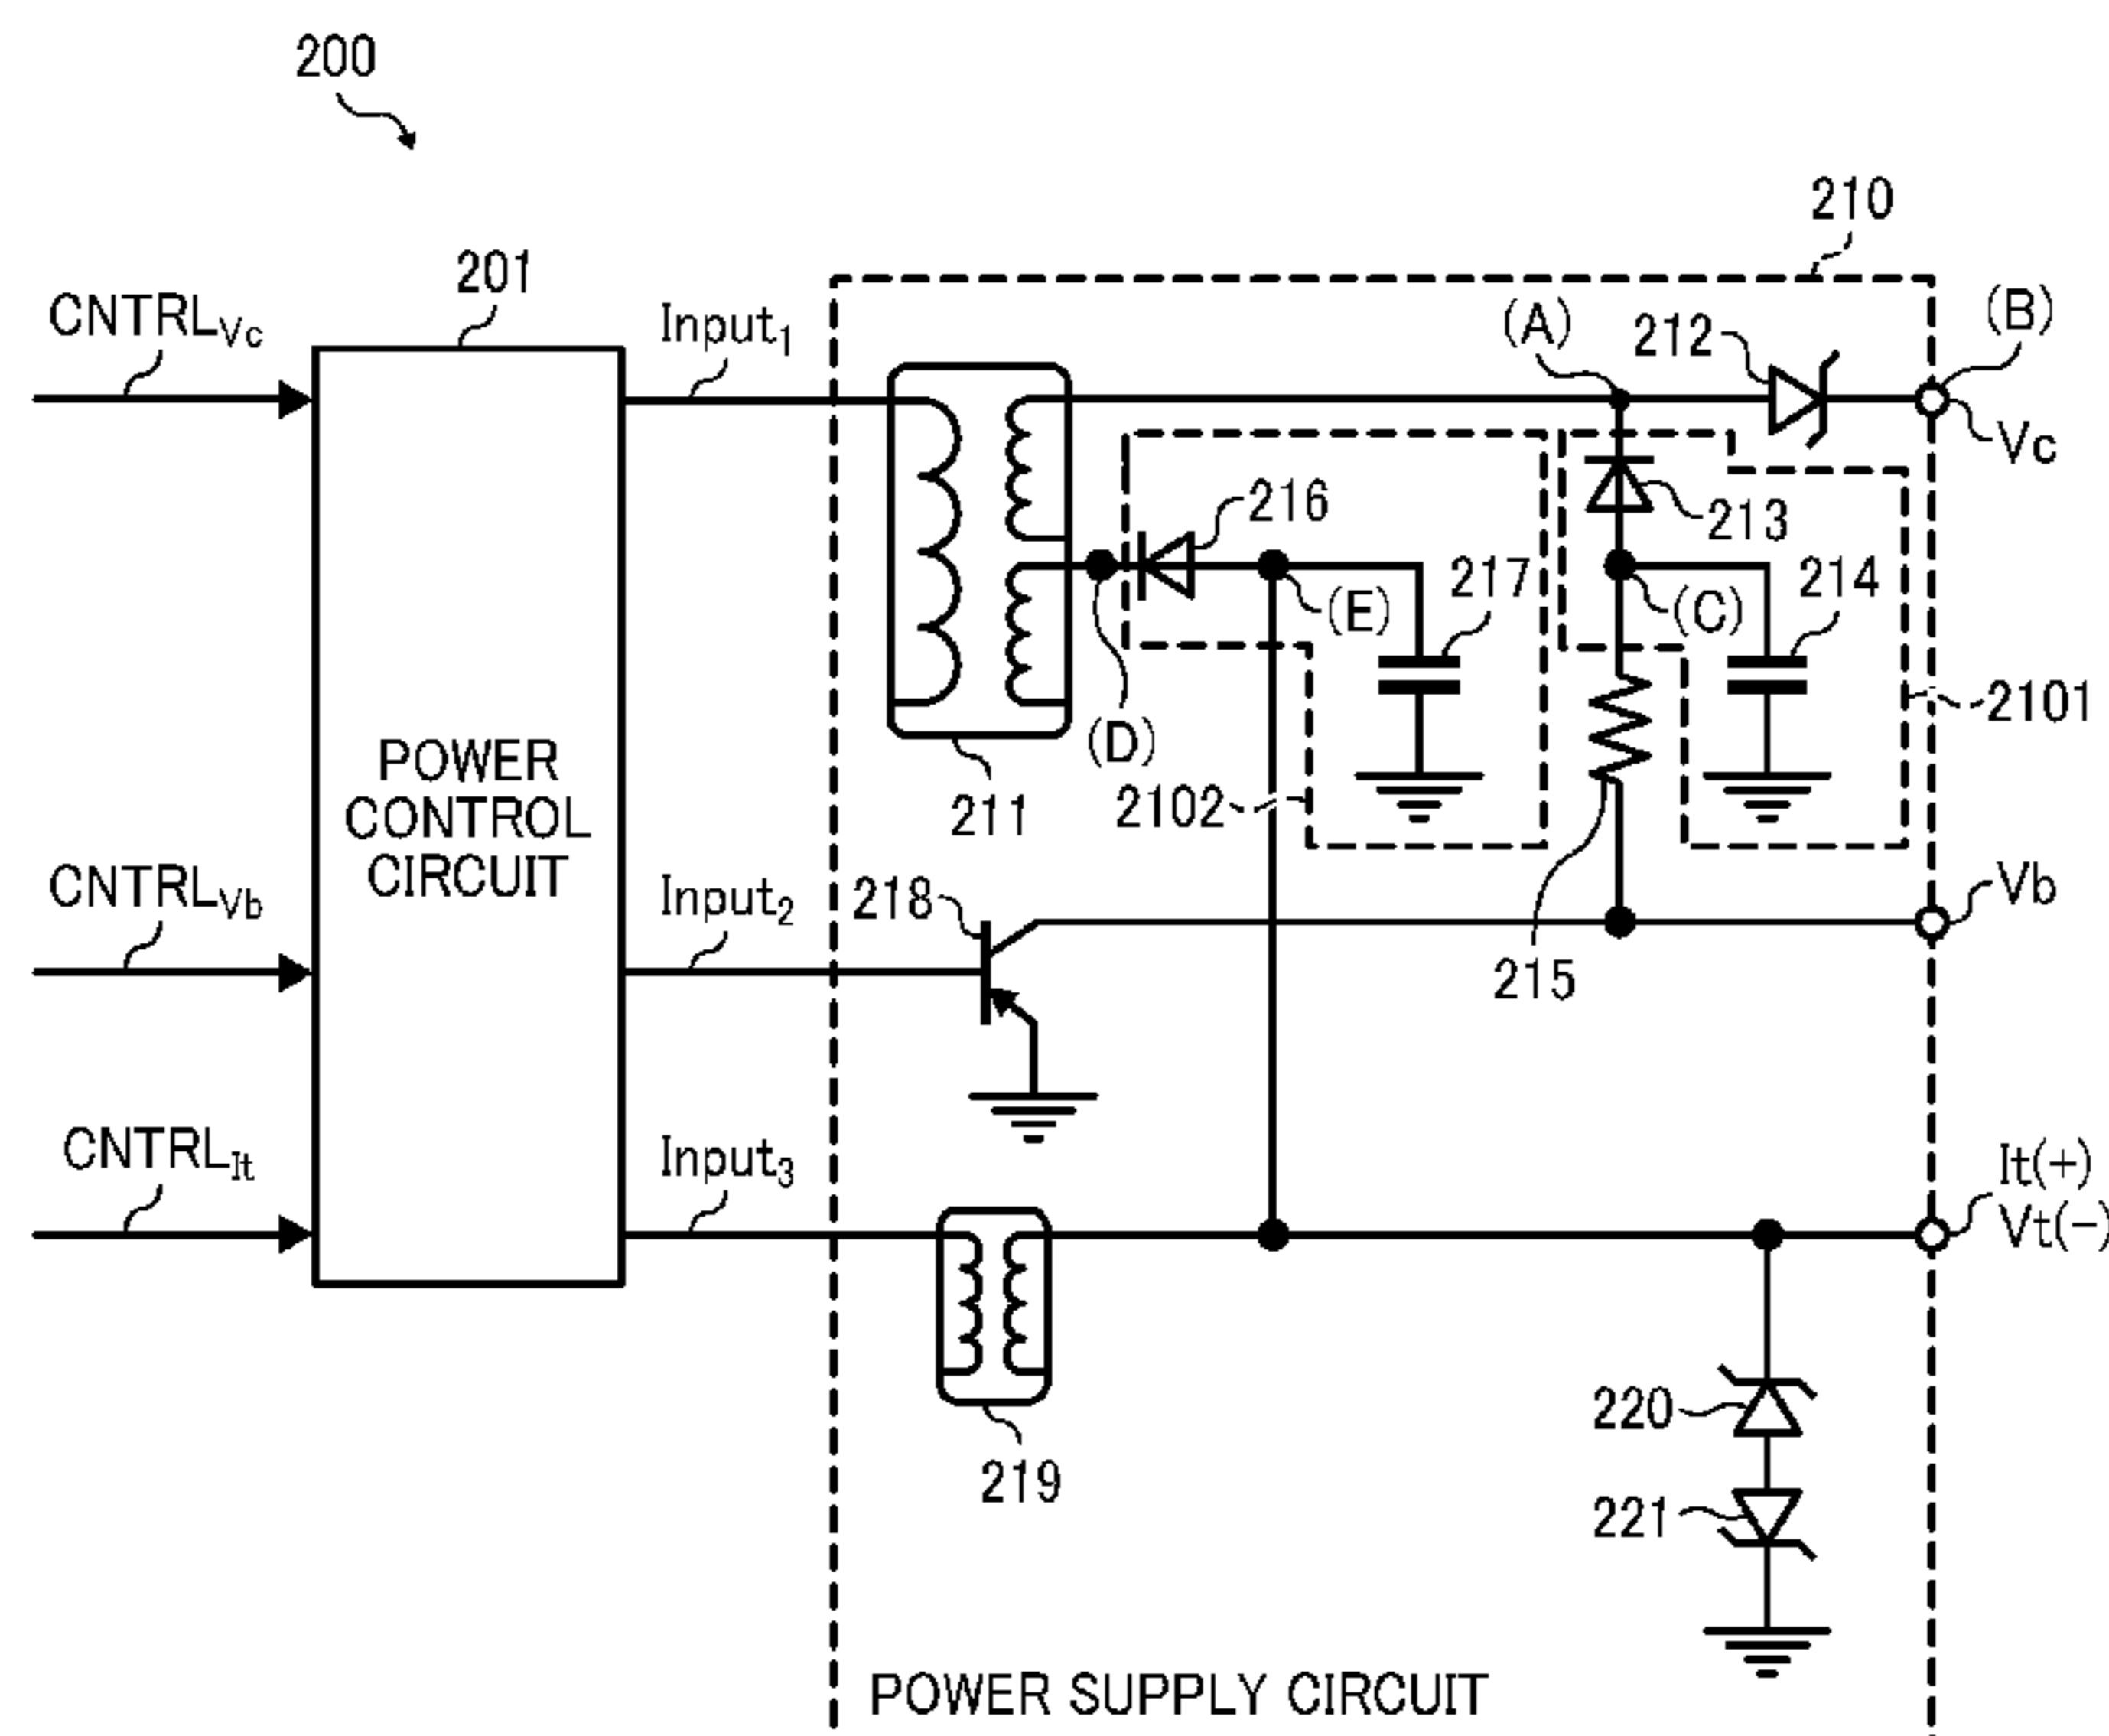 200
210
201
CNTRLVc
Input1
(A)
212
(B)
Vc
216
213
(E)
217
(C)
214
(D)
2101
211
2102
POWER
CONTROL
CIRCUIT
CNTRLVb
Input2
218
215
Vb
CNTRLIt
Input3
It(+)
Vt(-)
219
220
221
POWER SUPPLY CIRCUIT